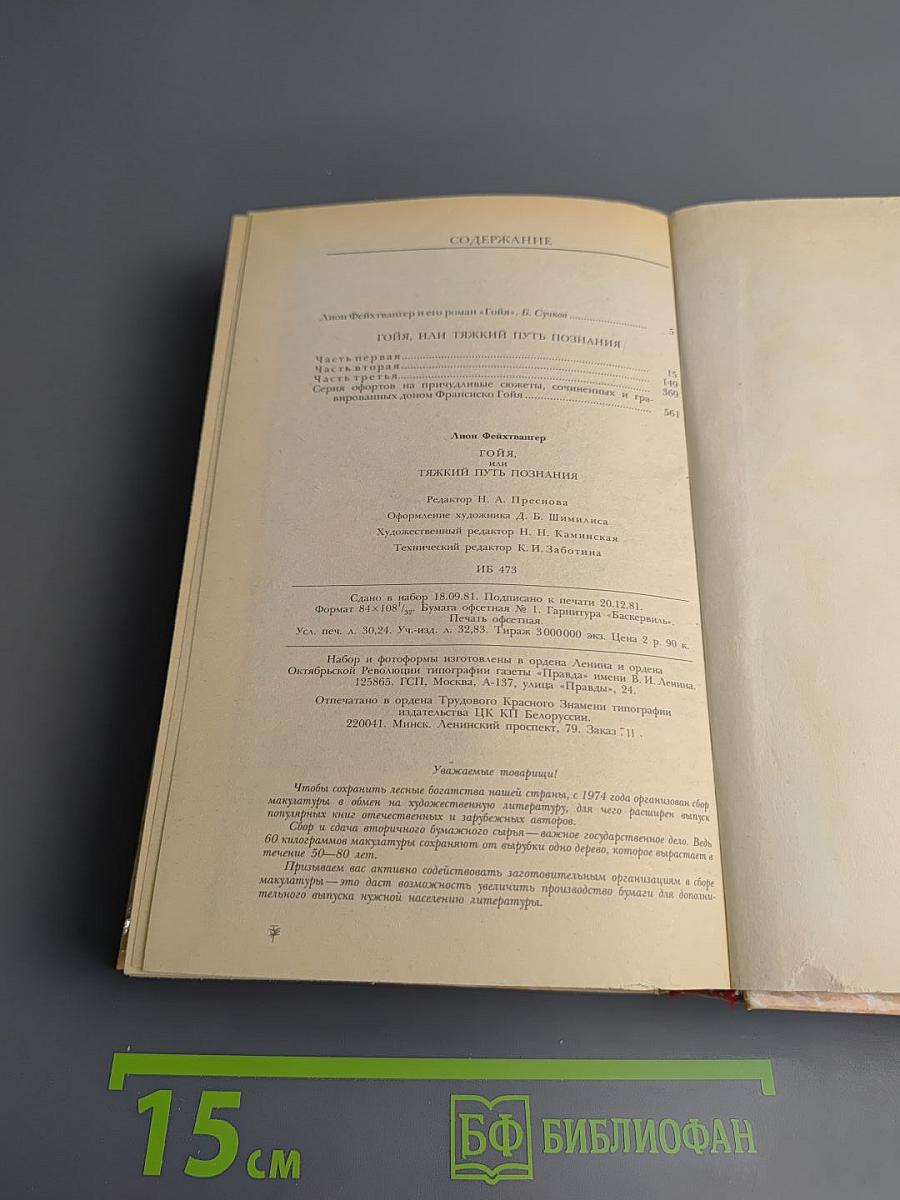 СОДЕРЖАНИЕ
Лион Фейхтвангер и его роман «Гойя». Б. Сучков ........ 5
ГОЙЯ, ИЛИ ТЯЖКИЙ ПУТЬ ПОЗНАНИЯ
Часть первая ........ 15
Часть вторая ........ 149
Часть третья ........ 369
Серия офортов на причудливые сюжеты, сочиненных и гра-
вированных доном Франсиско Гойя ........ 561
Лион Фейхтвангер
ГОЙЯ,
или
ТЯЖКИЙ ПУТЬ ПОЗНАНИЯ
Редактор Н. А. Преснова
Оформление художника Д. Б. Шимилиса
Художественный редактор Н. Н. Каминская
Технический редактор К. И. Заботина
ИБ 473
Сдано в набор 18.09.81. Подписано к печати 20.12.81.
Формат 84×108¹/₃₂. Бумага офсетная № 1. Гарнитура «Баскервиль».
Печать офсетная.
Усл. печ. л. 30,24. Уч.-изд. л. 32,83. Тираж 3 000 000 экз. Цена 2 р. 90 к.
Набор и фотоформы изготовлены в ордена Ленина и ордена
Октябрьской Революции типографии газеты «Правда» имени В. И. Ленина.
125865. ГСП, Москва, А-137, улица «Правды», 24.
Отпечатано в ордена Трудового Красного Знамени типографии
издательства ЦК КП Белоруссии.
220041. Минск. Ленинский проспект, 79. Заказ 711.
Уважаемые товарищи!
Чтобы сохранить лесные богатства нашей страны, с 1974 года организован сбор
макулатуры в обмен на художественную литературу, для чего расширен выпуск
популярных книг отечественных и зарубежных авторов.
Сбор и сдача вторичного бумажного сырья — важное государственное дело. Ведь
60 килограммов макулатуры сохраняют от вырубки одно дерево, которое вырастает в
течение 50—80 лет.
Призываем вас активно содействовать заготовительным организациям в сборе
макулатуры — это даст возможность увеличить производство бумаги для дополни-
тельного выпуска нужной населению литературы.
15 см
БФ БИБЛИОФАН